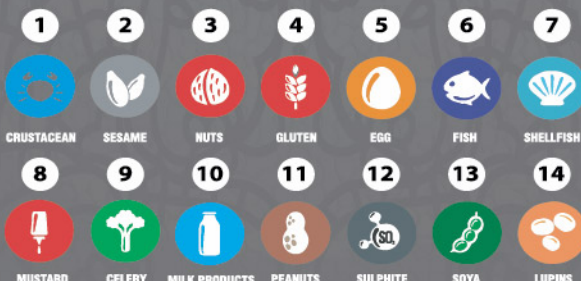 1 2 3 4 5 6 7
CRUSTACEAN SESAME NUTS GLUTEN EGG FISH SHELLFISH
8 9 10 11 12 13 14
SO₂
MUSTARD CELERY MILK PRODUCTS PEANUTS SULPHITE SOYA LUPINS